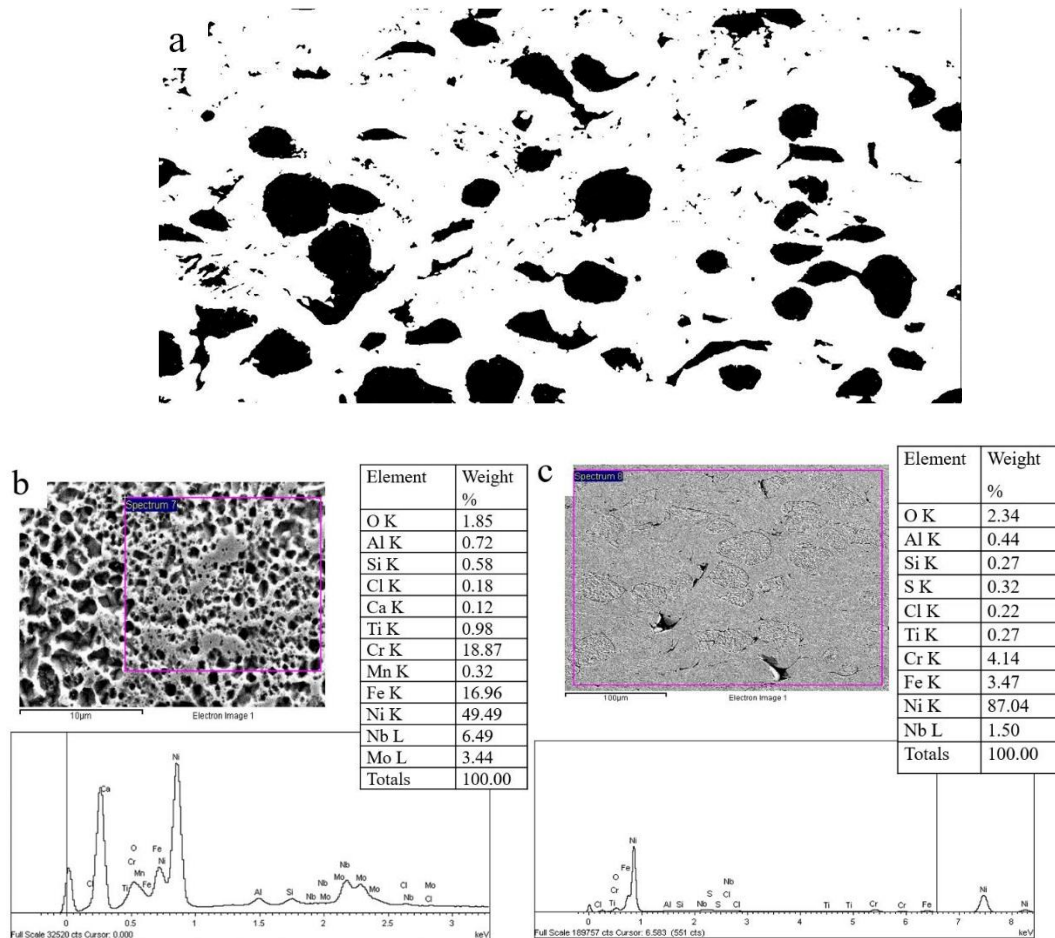 a
b
Spectrum 7
10µm Electron Image 1
Element Weight
%
O K 1.85
Al K 0.72
Si K 0.58
Cl K 0.18
Ca K 0.12
Ti K 0.98
Cr K 18.87
Mn K 0.32
Fe K 16.96
Ni K 49.49
Nb L 6.49
Mo L 3.44
Totals 100.00
c
Spectrum 8
100µm Electron Image 1
Element Weight
%
O K 2.34
Al K 0.44
Si K 0.27
S K 0.32
Cl K 0.22
Ti K 0.27
Cr K 4.14
Fe K 3.47
Ni K 87.04
Nb L 1.50
Totals 100.00
Ni
Ca
O
Fe
Cr
Ni
Mn
Nb
Cl
Ti
Fe
Al
Si
Nb
Nb
Mo
Mo
Mo
Mo
Cl
Nb
Mo
Cl
0 0.5 1 1.5 2 2.5 3
Full Scale 32520 cts Cursor: 0.000 keV
Ni
Fe
O
Cr
Cl
Ti
Al
Si
Nb
S
S
Nb
Cl
Cl
Ti
Ti
Cr
Cr
Fe
Ni
Ni
0 2 4 6 8
Full Scale 189757 cts Cursor: 6.583 (551 cts) keV